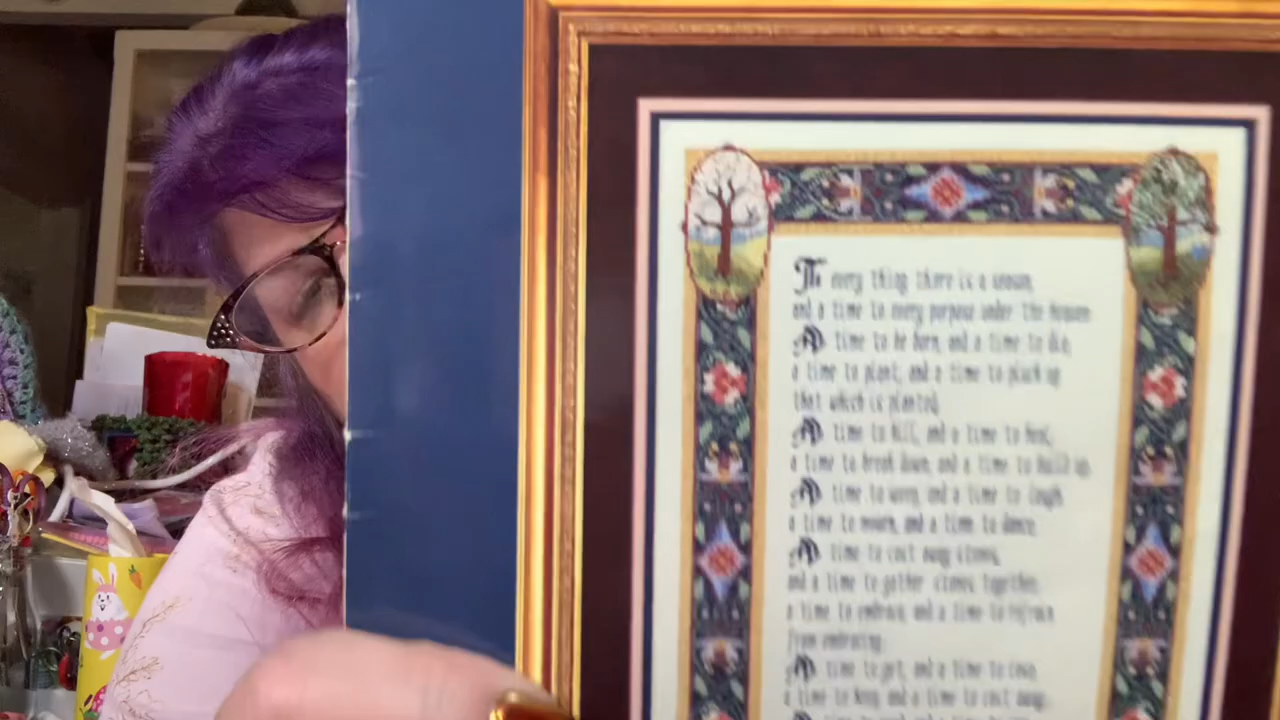 To every thing there is a season,
and a time to every purpose under the heaven:
A time to be born, and a time to die,
a time to plant, and a time to pluck up
that which is planted,
A time to kill, and a time to heal,
a time to break down, and a time to build up,
A time to weep, and a time to laugh
a time to mourn, and a time to dance,
A time to cast away stones,
and a time to gather stones together,
a time to embrace, and a time to refrain
from embracing;
A time to get, and a time to lose,
a time to keep, and a time to cast away,